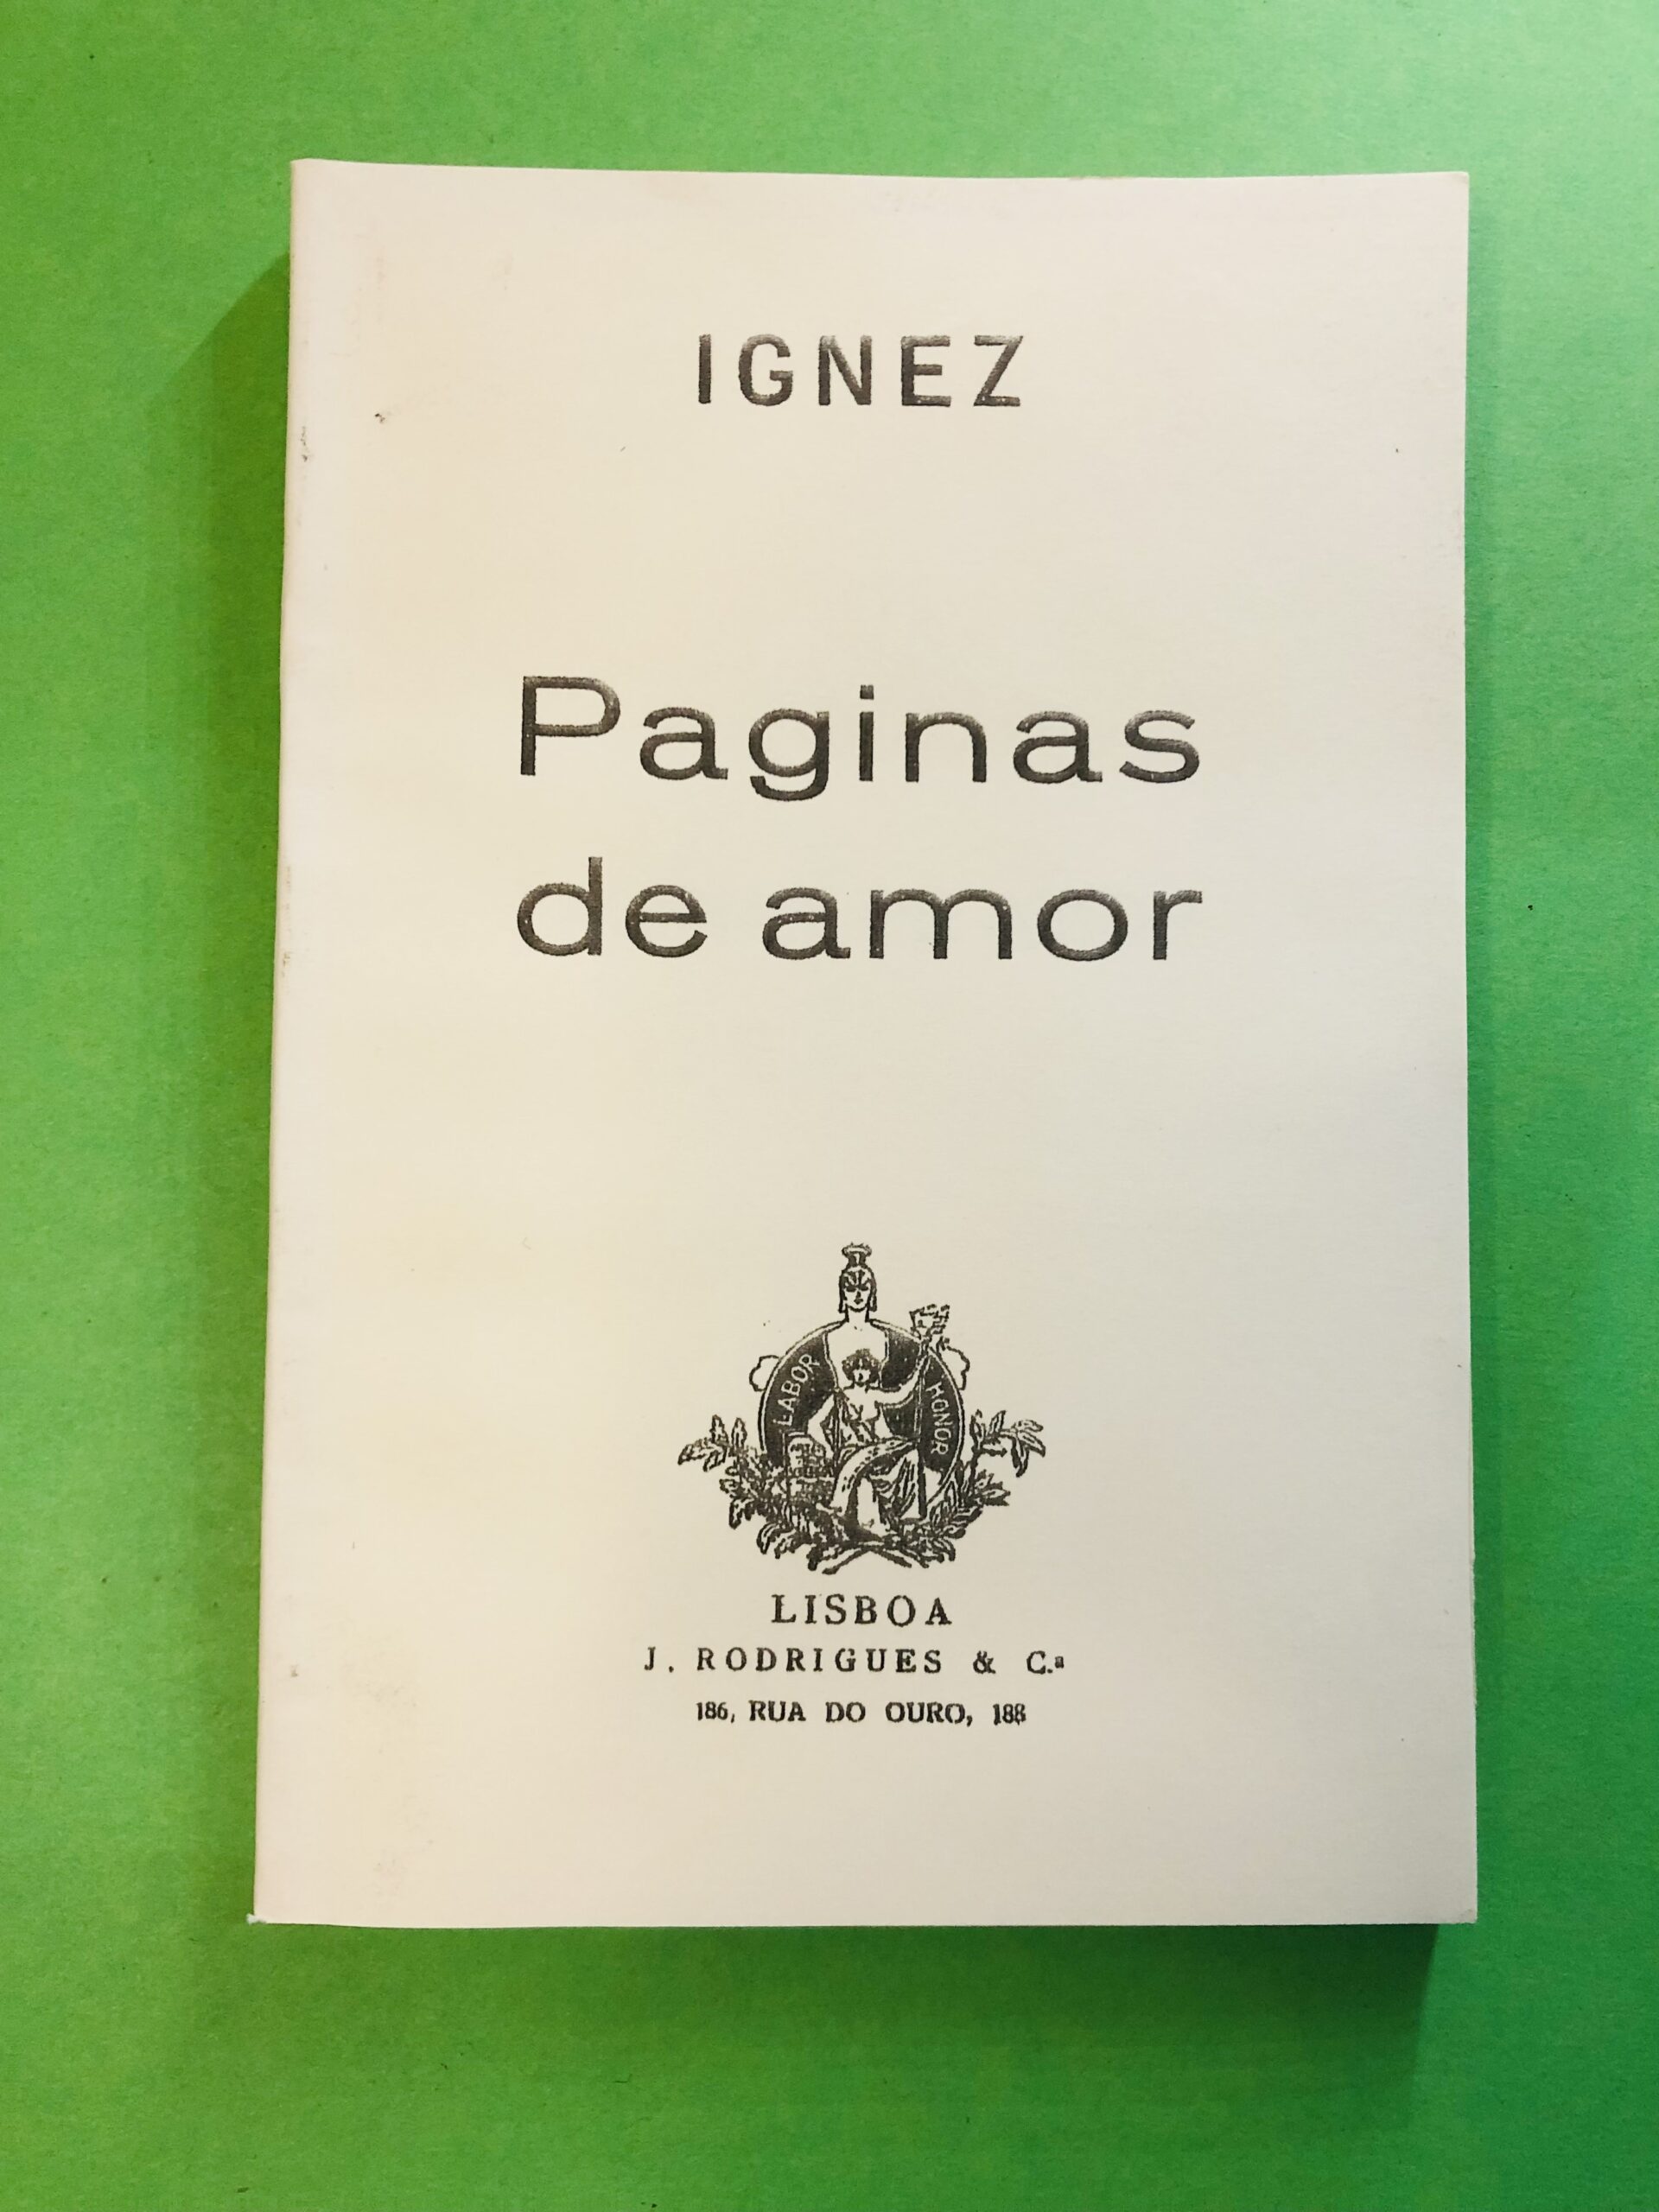 IGNEZ
Paginas
de amor
LABOR HONOR
LISBOA
J. RODRIGUES & C.ª
186, RUA DO OURO, 188